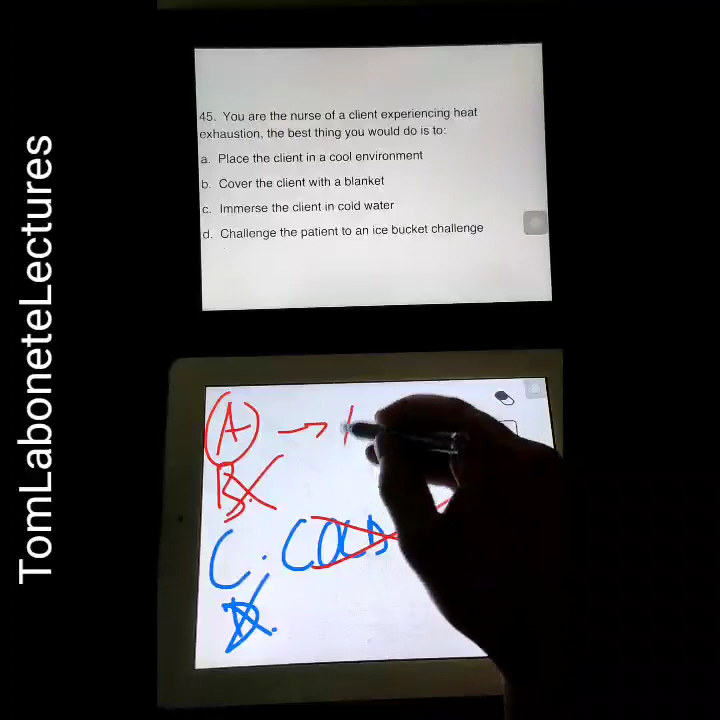 TomLaboneteLectures
45. You are the nurse of a client experiencing heat
exhaustion, the best thing you would do is to:
a. Place the client in a cool environment
b. Cover the client with a blanket
c. Immerse the client in cold water
d. Challenge the patient to an ice bucket challenge
A →
B.
C. COLD
D.